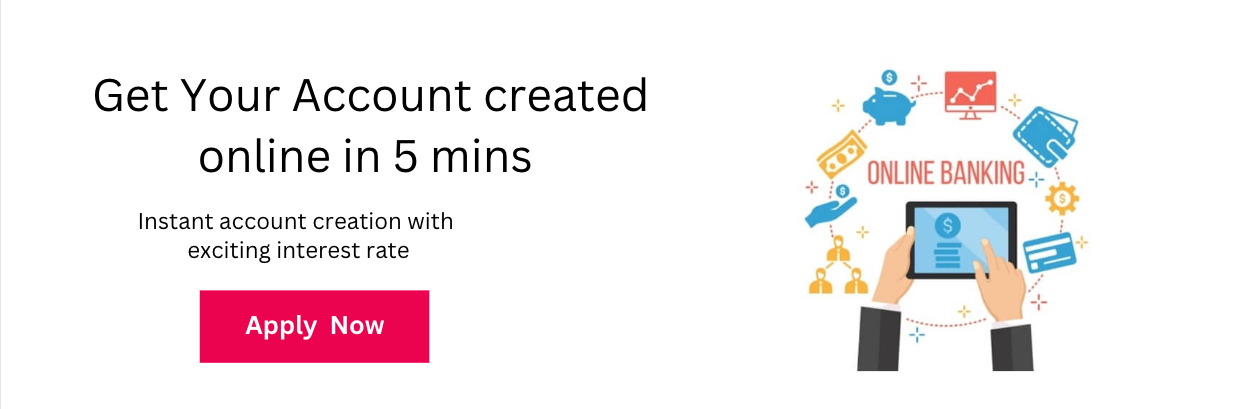 Get Your Account created
online in 5 mins
Instant account creation with
exciting interest rate
Apply Now
ONLINE BANKING
$
$
$
$